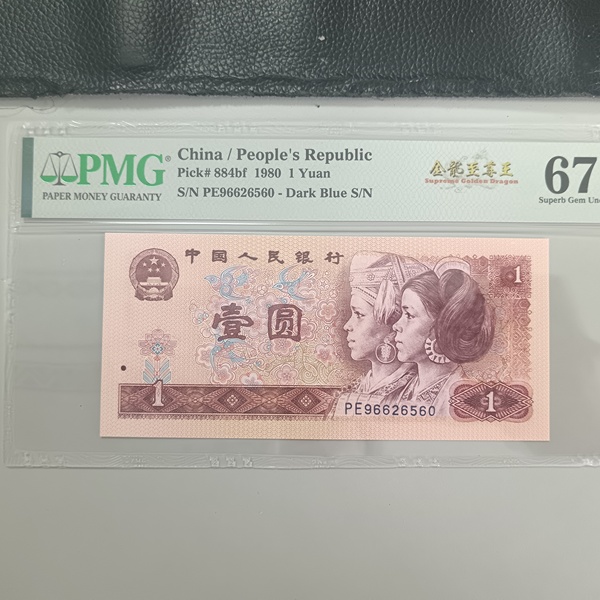 PMG
PAPER MONEY GUARANTY
China / People's Republic
Pick# 884bf 1980 1 Yuan
S/N PE96626560 - Dark Blue S/N
金龍至尊王
Supreme Golden Dragon
67
Superb Gem Unc
中国人民银行
1
壹圆
1
PE96626560
1